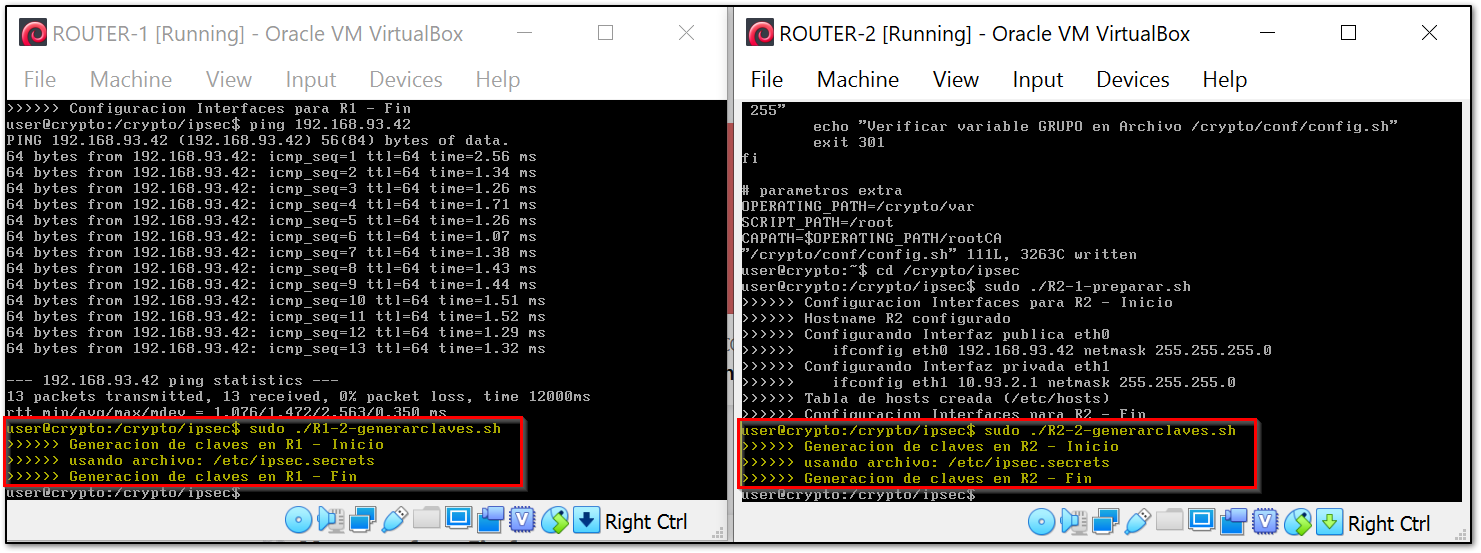 ROUTER-1 [Running] - Oracle VM VirtualBox
File Machine View Input Devices Help
>>>>>> Configuracion Interfaces para R1 - Fin
user@crypto:/crypto/ipsec$ ping 192.168.93.42
PING 192.168.93.42 (192.168.93.42) 56(84) bytes of data.
64 bytes from 192.168.93.42: icmp_seq=1 ttl=64 time=2.56 ms
64 bytes from 192.168.93.42: icmp_seq=2 ttl=64 time=1.34 ms
64 bytes from 192.168.93.42: icmp_seq=3 ttl=64 time=1.26 ms
64 bytes from 192.168.93.42: icmp_seq=4 ttl=64 time=1.71 ms
64 bytes from 192.168.93.42: icmp_seq=5 ttl=64 time=1.26 ms
64 bytes from 192.168.93.42: icmp_seq=6 ttl=64 time=1.07 ms
64 bytes from 192.168.93.42: icmp_seq=7 ttl=64 time=1.38 ms
64 bytes from 192.168.93.42: icmp_seq=8 ttl=64 time=1.43 ms
64 bytes from 192.168.93.42: icmp_seq=9 ttl=64 time=1.44 ms
64 bytes from 192.168.93.42: icmp_seq=10 ttl=64 time=1.51 ms
64 bytes from 192.168.93.42: icmp_seq=11 ttl=64 time=1.52 ms
64 bytes from 192.168.93.42: icmp_seq=12 ttl=64 time=1.29 ms
64 bytes from 192.168.93.42: icmp_seq=13 ttl=64 time=1.32 ms
--- 192.168.93.42 ping statistics ---
13 packets transmitted, 13 received, 0% packet loss, time 12000ms
rtt min/avg/max/mdev = 1.076/1.472/2.563/0.350 ms
user@crypto:/crypto/ipsec$ sudo ./R1-2-generarclaves.sh
>>>>>> Generacion de claves en R1 - Inicio
>>>>>> usando archivo: /etc/ipsec.secrets
>>>>>> Generacion de claves en R1 - Fin
user@crypto:/crypto/ipsec$
Right Ctrl
ROUTER-2 [Running] - Oracle VM VirtualBox
File Machine View Input Devices Help
255"
echo "Verificar variable GRUPO en Archivo /crypto/conf/config.sh"
exit 301
fi
# parametros extra
OPERATING_PATH=/crypto/var
SCRIPT_PATH=/root
CAPATH=$OPERATING_PATH/rootCA
"/crypto/conf/config.sh" 111L, 3263C written
user@crypto:~$ cd /crypto/ipsec
user@crypto:/crypto/ipsec$ sudo ./R2-1-preparar.sh
>>>>>> Configuracion Interfaces para R2 - Inicio
>>>>>> Hostname R2 configurado
>>>>>> Configurando Interfaz publica eth0
>>>>>> ifconfig eth0 192.168.93.42 netmask 255.255.255.0
>>>>>> Configurando Interfaz privada eth1
>>>>>> ifconfig eth1 10.93.2.1 netmask 255.255.255.0
>>>>>> Tabla de hosts creada (/etc/hosts)
>>>>>> Configuracion Interfaces para R2 - Fin
user@crypto:/crypto/ipsec$ sudo ./R2-2-generarclaves.sh
>>>>>> Generacion de claves en R2 - Inicio
>>>>>> usando archivo: /etc/ipsec.secrets
>>>>>> Generacion de claves en R2 - Fin
user@crypto:/crypto/ipsec$
Right Ctrl